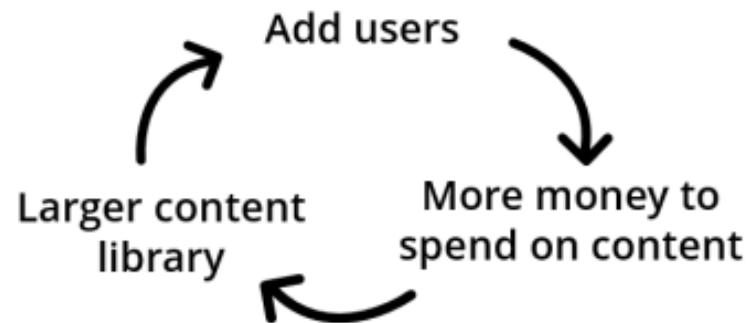 Add users
More money to
spend on content
Larger content
library